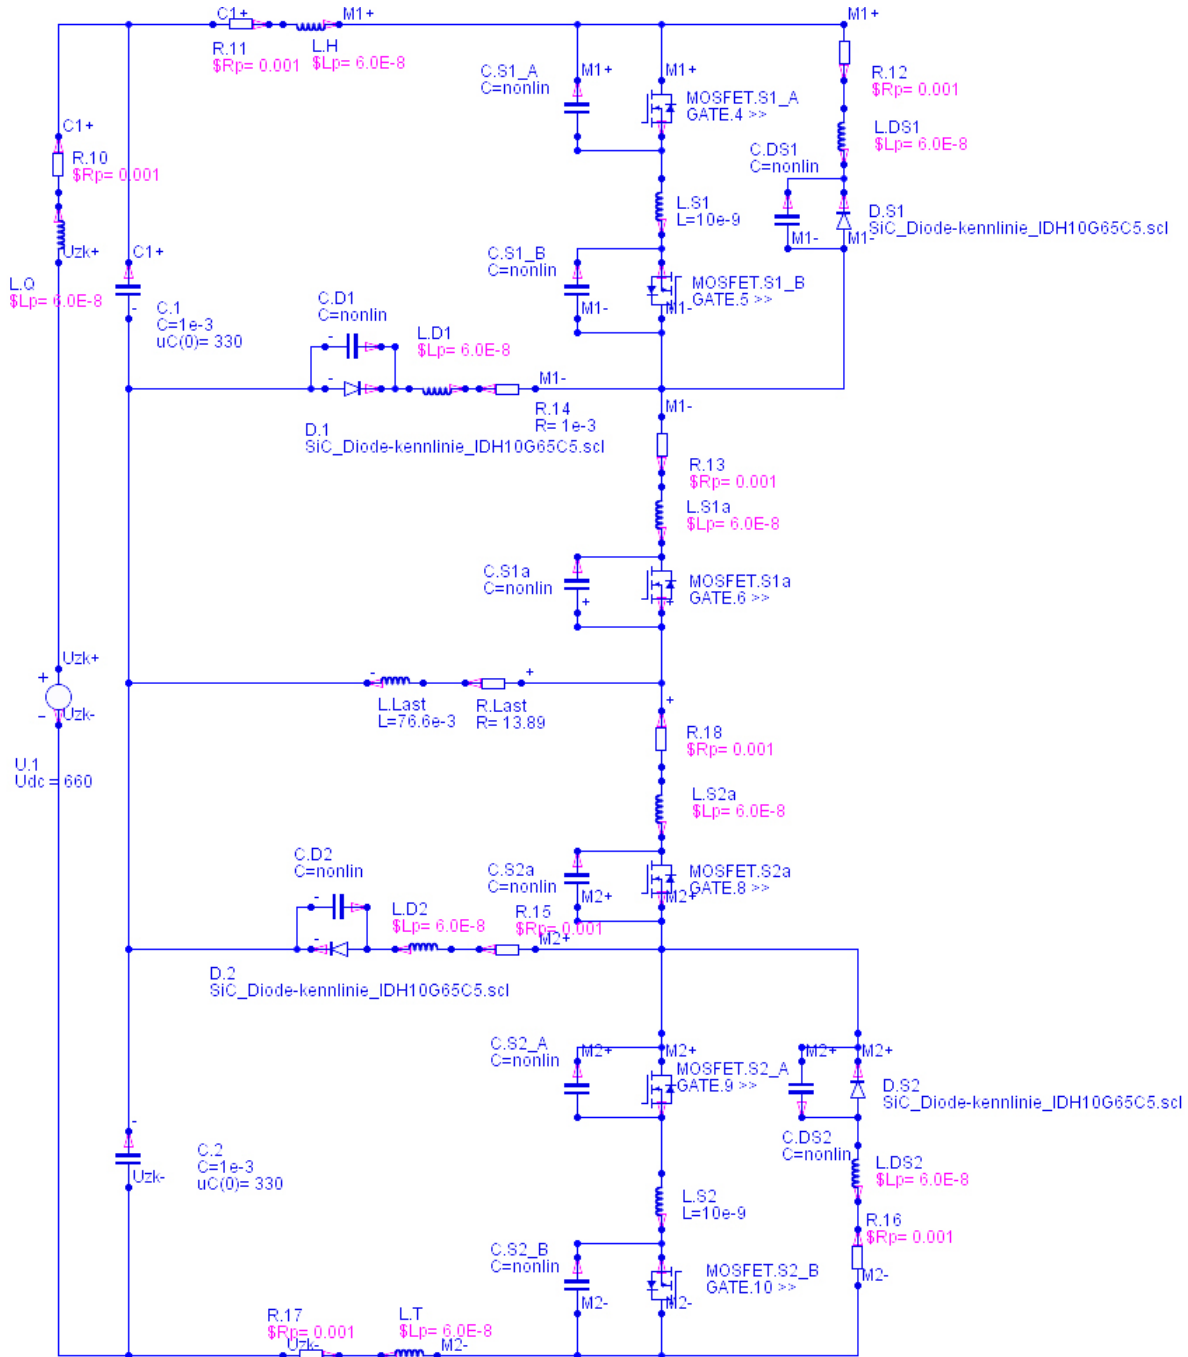 C1+
M1+
M1+
R.11
$Rp= 0.001
L.H
$Lp= 6.0E-8
C.S1_A
C=nonlin
M1+
M1+
MOSFET.S1_A
GATE.4 >>
R.12
$Rp= 0.001
C1+
R.10
$Rp= 0.001
L.DS1
$Lp= 6.0E-8
C.DS1
C=nonlin
L.S1
L=10e-9
D.S1
SiC_Diode-kennlinie_IDH10G65C5.scl
M1-
M1-
Uzk+
C1+
C.S1_B
C=nonlin
L.Q
$Lp= 6.0E-8
MOSFET.S1_B
GATE.5 >>
M1-
M1-
-
C.1
C=1e-3
uC(0)= 330
C.D1
C=nonlin
L.D1
$Lp= 6.0E-8
-
-
M1-
M1-
R.14
R= 1e-3
D.1
SiC_Diode-kennlinie_IDH10G65C5.scl
R.13
$Rp= 0.001
L.S1a
$Lp= 6.0E-8
C.S1a
C=nonlin
MOSFET.S1a
GATE.6 >>
+
+
Uzk+
+
-
Uzk-
-
+
L.Last
L=76.6e-3
R.Last
R= 13.89
+
R.18
$Rp= 0.001
U.1
Udc = 660
L.S2a
$Lp= 6.0E-8
C.D2
C=nonlin
C.S2a
C=nonlin
MOSFET.S2a
GATE.8 >>
M2+
M2+
-
L.D2
$Lp= 6.0E-8
R.15
$Rp= 0.001
-
M2+
D.2
SiC_Diode-kennlinie_IDH10G65C5.scl
C.S2_A
C=nonlin
M2+
M2+
MOSFET.S2_A
GATE.9 >>
M2+
M2+
D.S2
SiC_Diode-kennlinie_IDH10G65C5.scl
-
C.2
C=1e-3
uC(0)= 330
Uzk-
C.DS2
C=nonlin
L.DS2
$Lp= 6.0E-8
L.S2
L=10e-9
R.16
$Rp= 0.001
C.S2_B
C=nonlin
MOSFET.S2_B
GATE.10 >>
M2-
M2-
M2-
R.17
$Rp= 0.001
L.T
$Lp= 6.0E-8
Uzk-
M2-